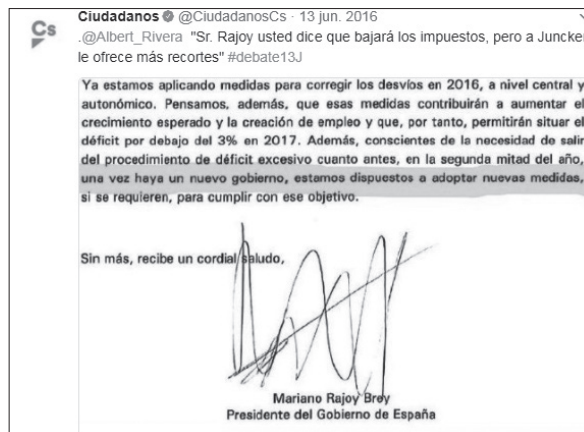 Cs
Ciudadanos @CiudadanosCs · 13 jun. 2016
.@Albert_Rivera "Sr. Rajoy usted dice que bajará los impuestos, pero a Juncker
le ofrece más recortes" #debate13J
Ya estamos aplicando medidas para corregir los desvíos en 2016, a nivel central y
autonómico. Pensamos, además, que esas medidas contribuirán a aumentar el
crecimiento esperado y la creación de empleo y que, por tanto, permitirán situar el
déficit por debajo del 3% en 2017. Además, conscientes de la necesidad de salir
del procedimiento de déficit excesivo cuanto antes, en la segunda mitad del año,
una vez haya un nuevo gobierno, estamos dispuestos a adoptar nuevas medidas,
si se requieren, para cumplir con ese objetivo.
Sin más, recibe un cordial saludo,
Mariano Rajoy Brey
Presidente del Gobierno de España